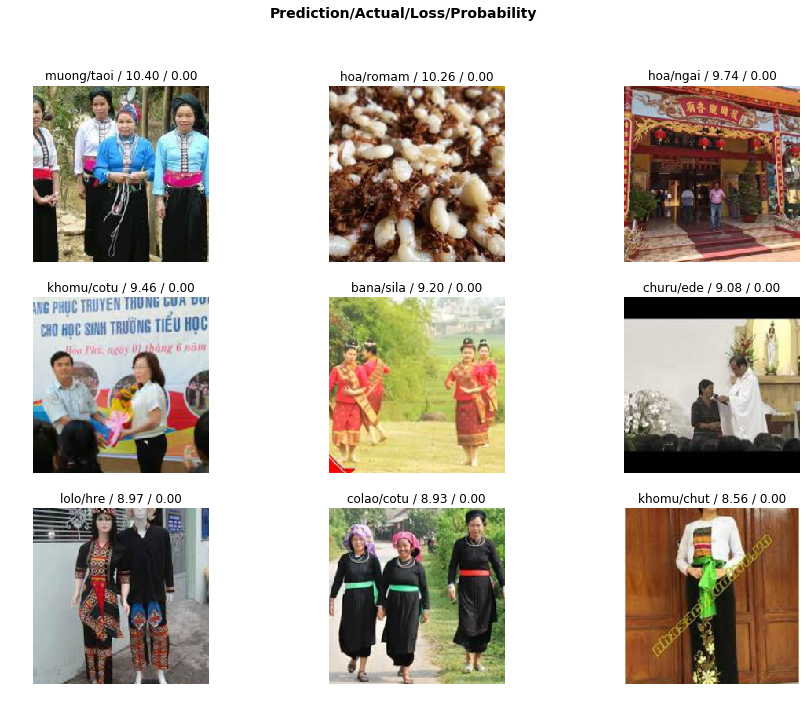 Prediction/Actual/Loss/Probability
muong/taoi / 10.40 / 0.00
hoa/romam / 10.26 / 0.00
hoa/ngai / 9.74 / 0.00
khomu/cotu / 9.46 / 0.00
bana/sila / 9.20 / 0.00
churu/ede / 9.08 / 0.00
ANG PHỤC TRUYỀN THỐNG CỦA
CHO HỌC SINH TRƯỜNG TIỂU HỌC
Hòa Phú, ngày 01 tháng 6 năm
lolo/hre / 8.97 / 0.00
colao/cotu / 8.93 / 0.00
khomu/chut / 8.56 / 0.00